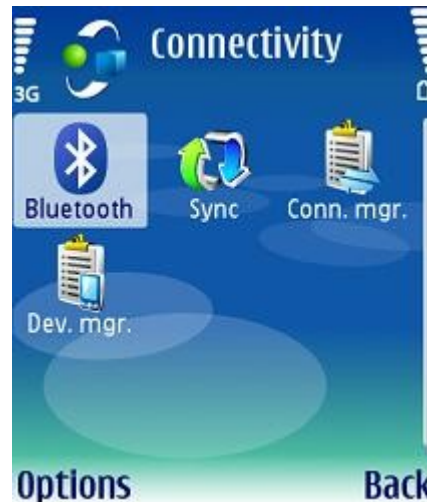 Connectivity
3G
Bluetooth Sync Conn. mgr.
Dev. mgr.
Options Back